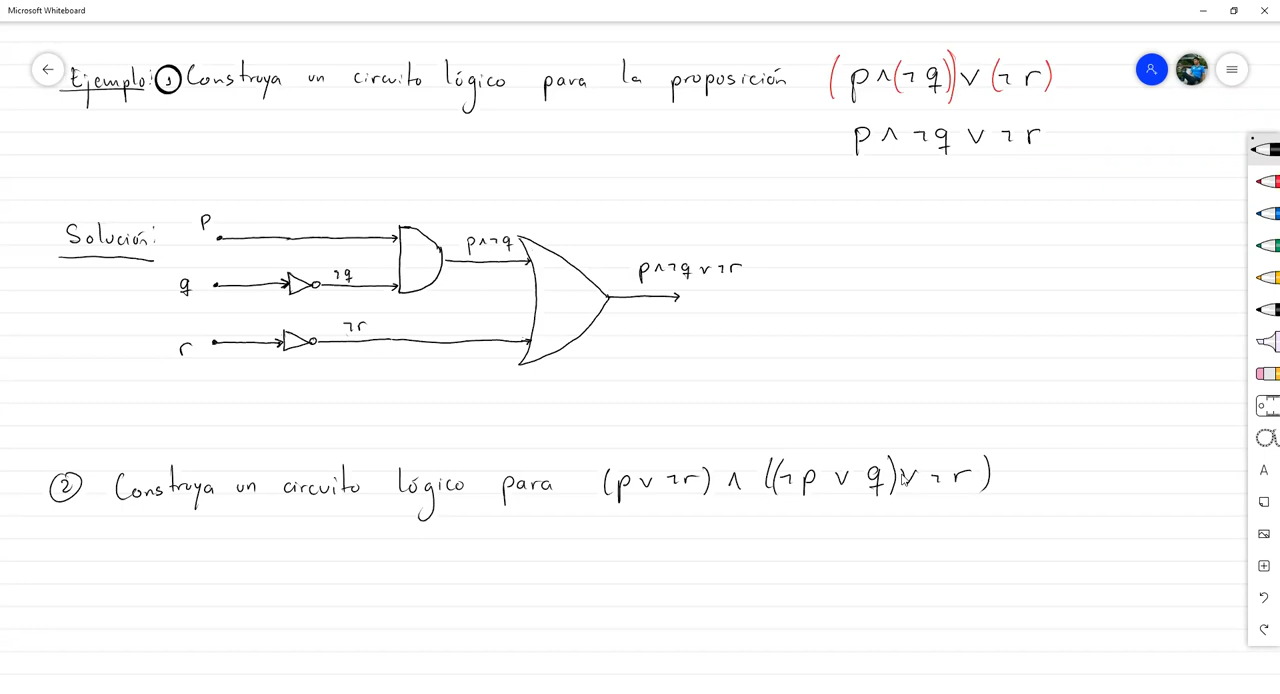 Microsoft Whiteboard
Ejemplo: 1 Construya un circuito lógico para la proposición (p∧(¬q))∨(¬r)
p∧¬q∨¬r
Solución:
p
p∧¬q
p∧¬q∨¬r
q
¬q
r
¬r
2 Construya un circuito lógico para (p∨¬r)∧((¬p∨q)∨¬r)
A